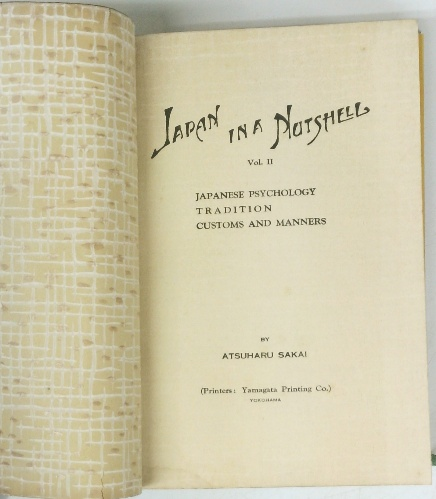 JAPAN IN A NUTSHELL
Vol. II
JAPANESE PSYCHOLOGY
TRADITION
CUSTOMS AND MANNERS
BY
ATSUHARU SAKAI
(Printers: Yamagata Printing Co.)
YOKOHAMA